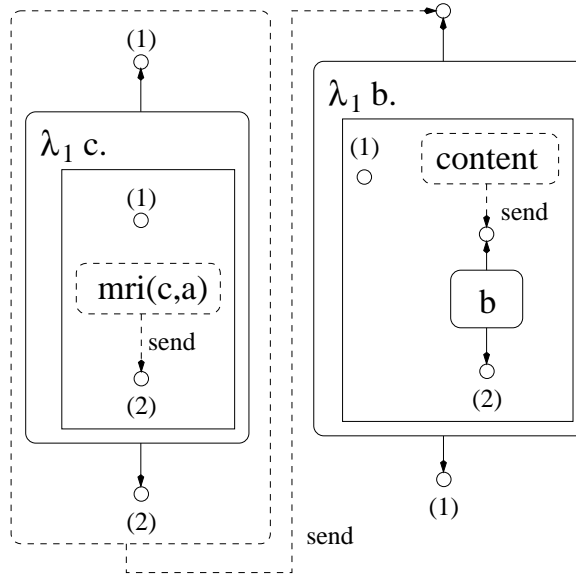 (1)
λ₁ c.
(1)
mri(c,a)
send
(2)
(2)
send
λ₁ b.
(1)
content
send
b
(2)
(1)